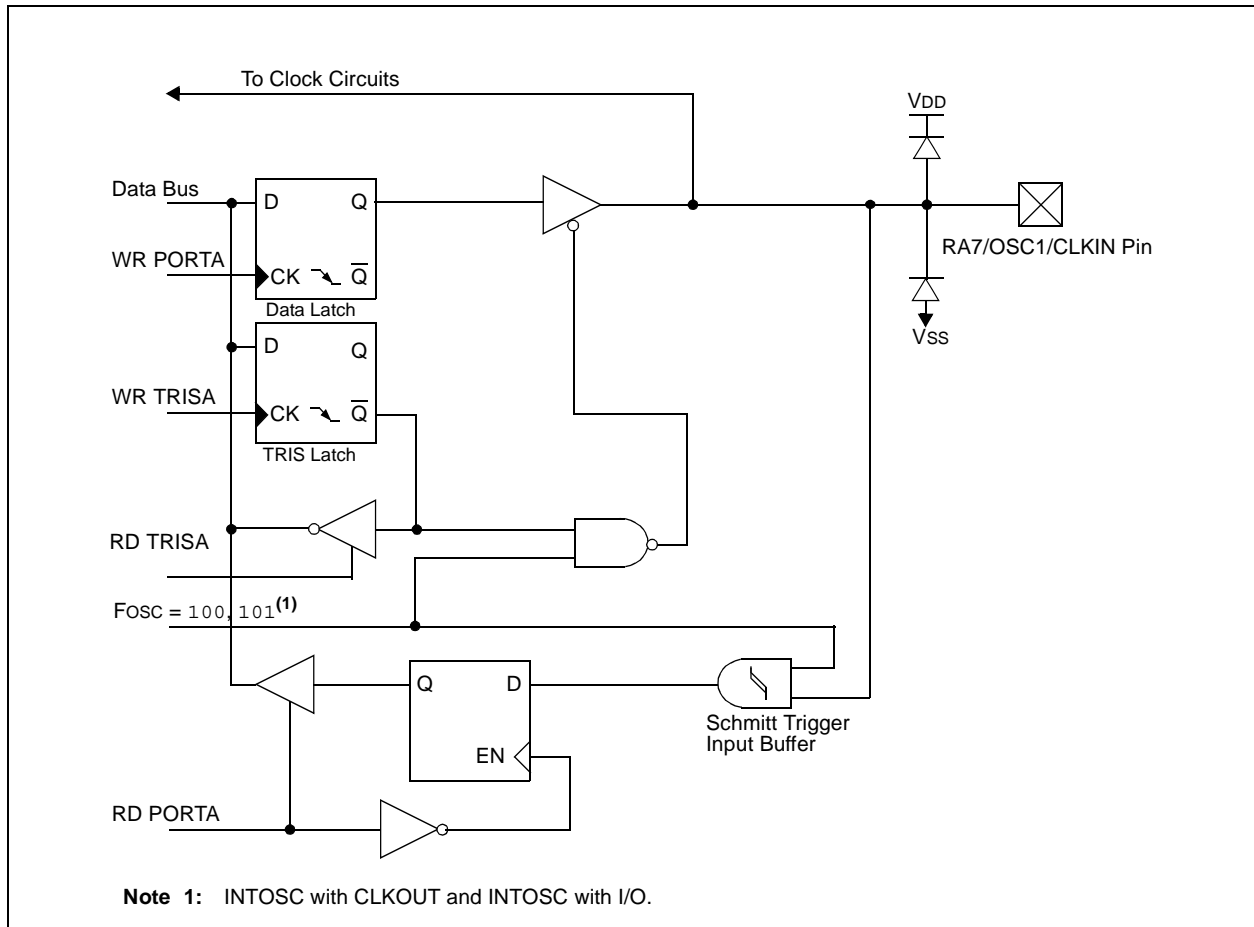 To Clock Circuits
VDD
Data Bus
D
Q
RA7/OSC1/CLKIN Pin
WR PORTA
CK
Q
Data Latch
VSS
D
Q
WR TRISA
CK
Q
TRIS Latch
RD TRISA
FOSC = 100, 101(1)
Q
D
Schmitt Trigger
Input Buffer
EN
RD PORTA
Note 1: INTOSC with CLKOUT and INTOSC with I/O.